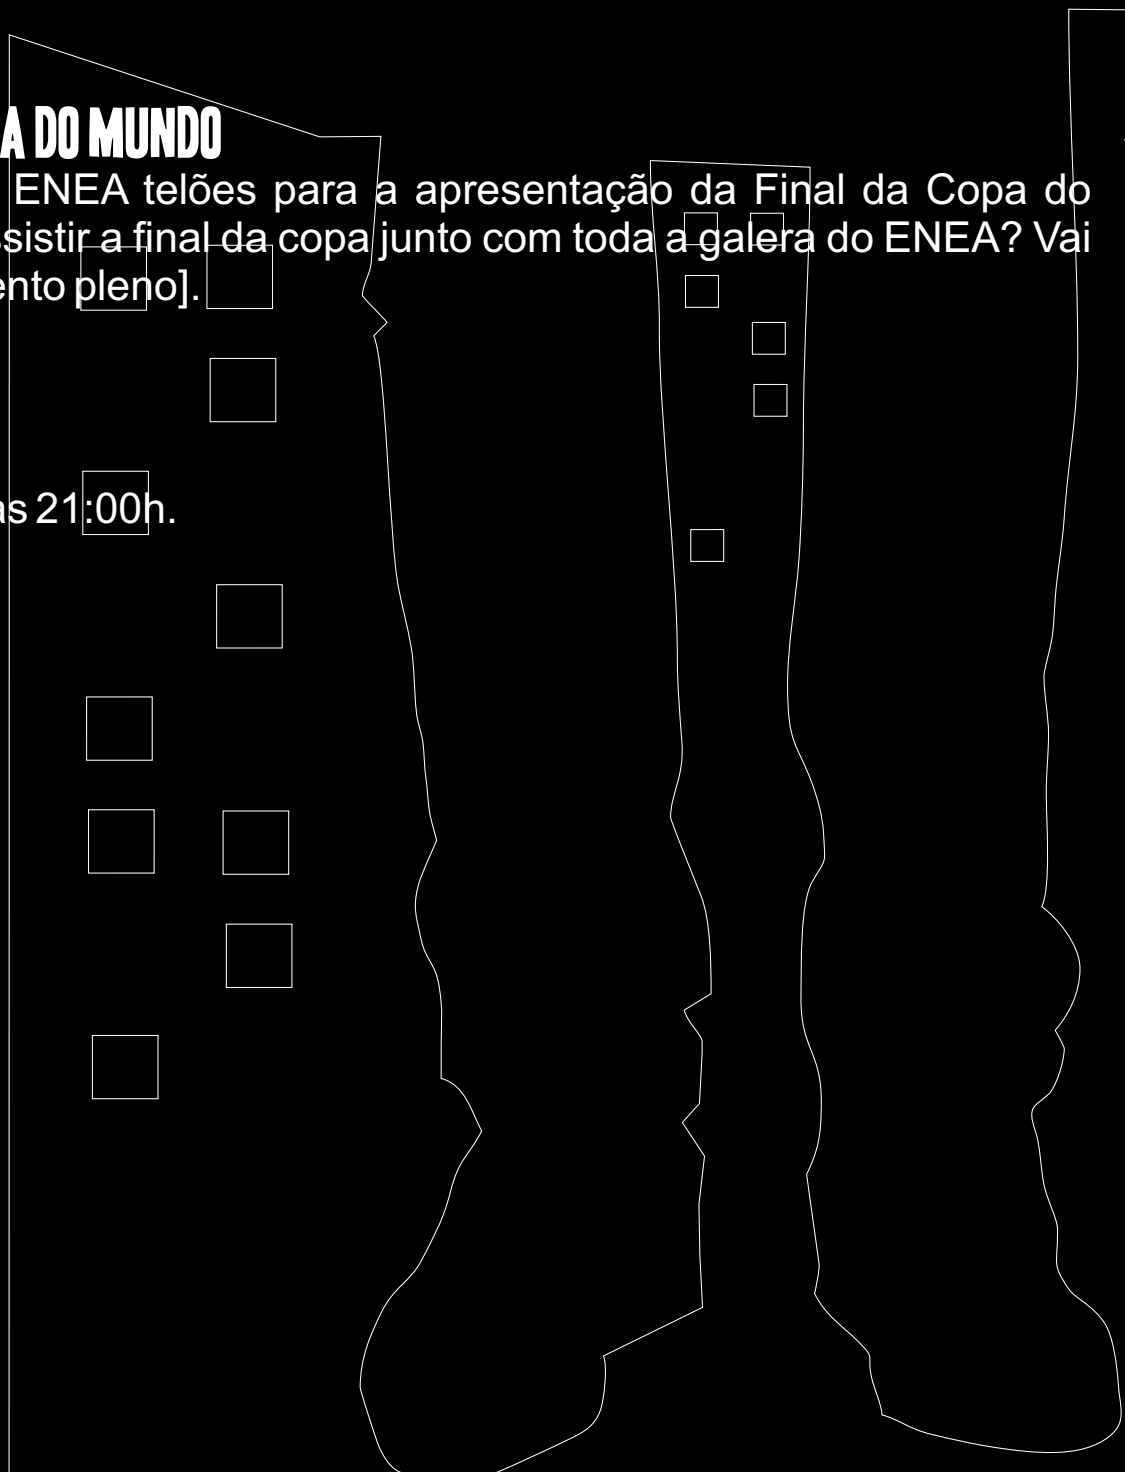 A DO MUNDO
ENEA telões para a apresentação da Final da Copa do
sistir a final da copa junto com toda a galera do ENEA? Vai
nto pleno].
as 21:00h.